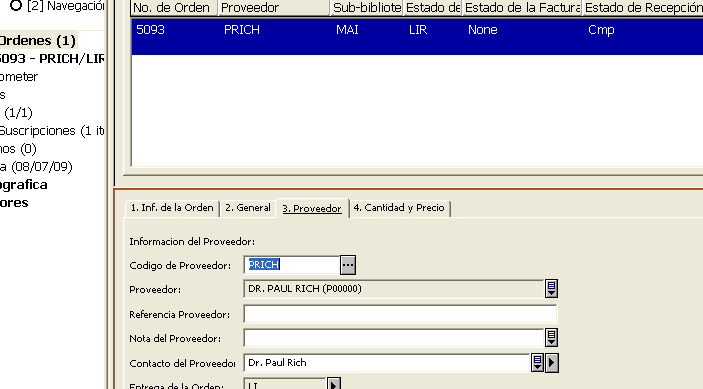 [2] Navegación
Ordenes (1)
5093 - PRICH/LIR
ometer
s
(1/1)
Suscripciones (1 ite
nos (0)
a (08/07/09)
ografica
ores
No. de Orden Proveedor Sub-bibliote Estado de Estado de la Factura Estado de Recepción
5093 PRICH MAI LIR None Cmp
1. Inf. de la Orden 2. General 3. Proveedor 4. Cantidad y Precio
Informacion del Proveedor:
Codigo de Proveedor: PRICH ...
Proveedor: DR. PAUL RICH (P00000)
Referencia Proveedor:
Nota del Proveedor:
Contacto del Proveedor Dr. Paul Rich
Entrega de la Orden: LI